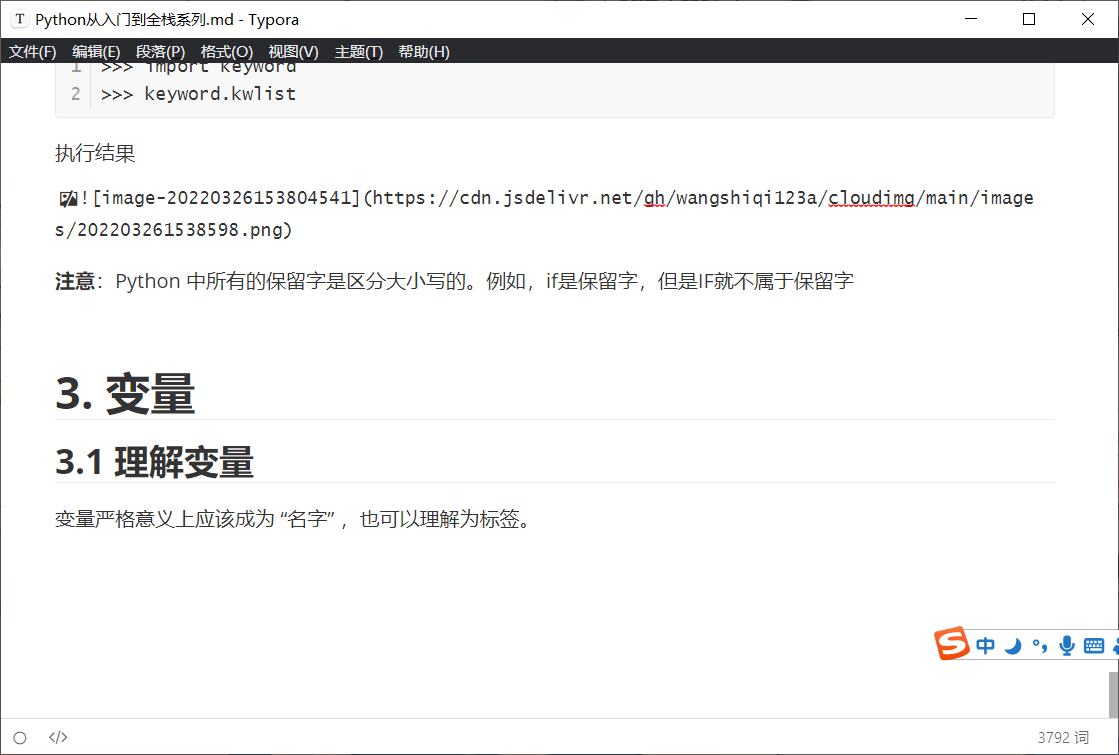 Python从入门到全栈系列.md - Typora
文件(F) 编辑(E) 段落(P) 格式(O) 视图(V) 主题(T) 帮助(H)
1 >>> import keyword
2 >>> keyword.kwlist
执行结果
![image-20220326153804541](https://cdn.jsdelivr.net/gh/wangshiqi123a/cloudimg/main/image
s/202203261538598.png)
注意：Python 中所有的保留字是区分大小写的。例如，if是保留字，但是IF就不属于保留字
3. 变量
3.1 理解变量
变量严格意义上应该成为 “名字” ，也可以理解为标签。
中
3792 词